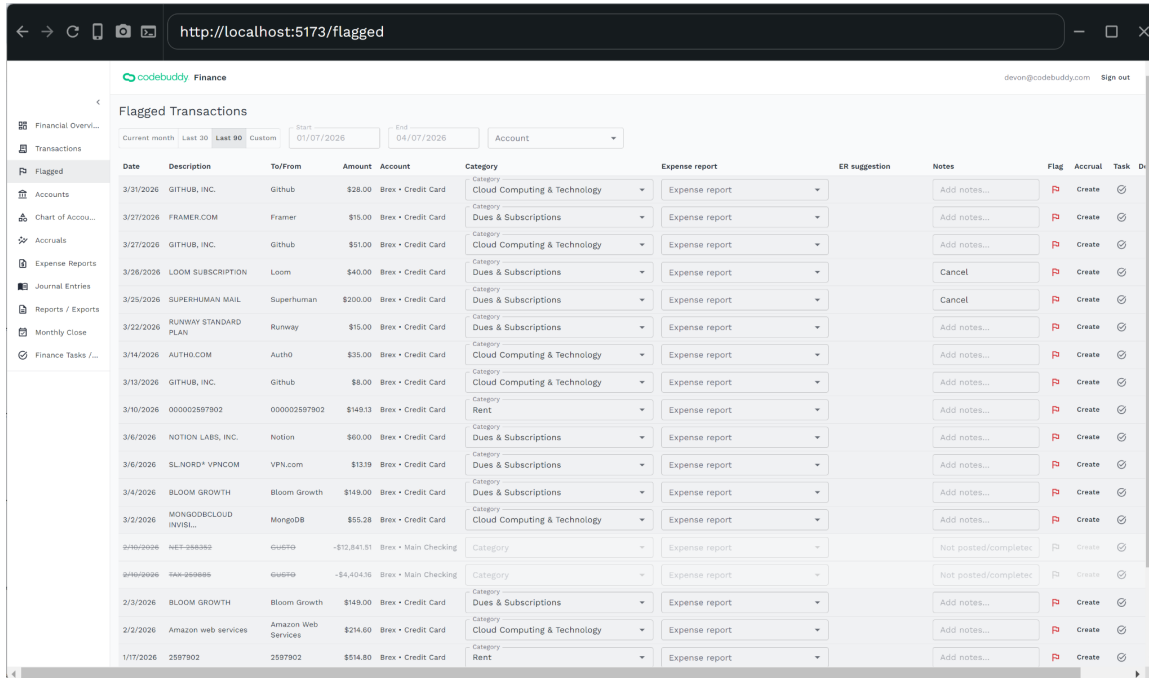 http://localhost:5173/flagged
codebuddy Finance
devon@codebuddy.com Sign out
Financial Overvi...
Transactions
Flagged
Accounts
Chart of Accou...
Accruals
Expense Reports
Journal Entries
Reports / Exports
Monthly Close
Finance Tasks /...
Flagged Transactions
Current month Last 30 Last 90 Custom Start 01/07/2026 End 04/07/2026 Account
Date Description To/From Amount Account Category Expense report ER suggestion Notes Flag Accrual Task De
3/31/2026 GITHUB, INC. Github $28.00 Brex • Credit Card Category Cloud Computing & Technology Expense report Add notes... Create
3/27/2026 FRAMER.COM Framer $15.00 Brex • Credit Card Category Dues & Subscriptions Expense report Add notes... Create
3/27/2026 GITHUB, INC. Github $51.00 Brex • Credit Card Category Cloud Computing & Technology Expense report Add notes... Create
3/26/2026 LOOM SUBSCRIPTION Loom $40.00 Brex • Credit Card Category Dues & Subscriptions Expense report Cancel Create
3/25/2026 SUPERHUMAN MAIL Superhuman $200.00 Brex • Credit Card Category Dues & Subscriptions Expense report Cancel Create
3/22/2026 RUNWAY STANDARD PLAN Runway $15.00 Brex • Credit Card Category Dues & Subscriptions Expense report Add notes... Create
3/14/2026 AUTH0.COM Auth0 $35.00 Brex • Credit Card Category Cloud Computing & Technology Expense report Add notes... Create
3/13/2026 GITHUB, INC. Github $8.00 Brex • Credit Card Category Cloud Computing & Technology Expense report Add notes... Create
3/10/2026 000002597902 000002597902 $149.13 Brex • Credit Card Category Rent Expense report Add notes... Create
3/6/2026 NOTION LABS, INC. Notion $60.00 Brex • Credit Card Category Dues & Subscriptions Expense report Add notes... Create
3/6/2026 SL.NORD* VPNCOM VPN.com $13.19 Brex • Credit Card Category Dues & Subscriptions Expense report Add notes... Create
3/4/2026 BLOOM GROWTH Bloom Growth $149.00 Brex • Credit Card Category Dues & Subscriptions Expense report Add notes... Create
3/2/2026 MONGODBCLOUD INVISI... MongoDB $55.28 Brex • Credit Card Category Cloud Computing & Technology Expense report Add notes... Create
2/10/2026 NET 258352 GUSTO -$12,841.51 Brex • Main Checking Category Expense report Not posted/completec Create
2/10/2026 TAX 259885 GUSTO -$4,404.16 Brex • Main Checking Category Expense report Not posted/completec Create
2/3/2026 BLOOM GROWTH Bloom Growth $149.00 Brex • Credit Card Category Dues & Subscriptions Expense report Add notes... Create
2/2/2026 Amazon web services Amazon Web Services $214.60 Brex • Credit Card Category Cloud Computing & Technology Expense report Add notes... Create
1/17/2026 2597902 2597902 $514.80 Brex • Credit Card Category Rent Expense report Add notes... Create